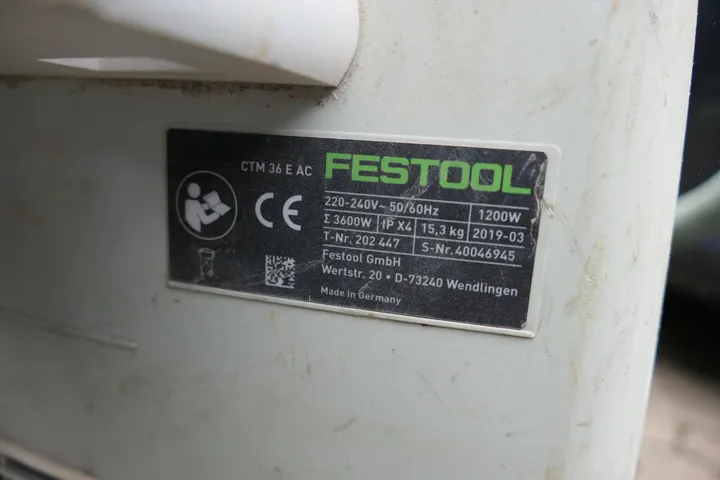 CTM 36 E AC
FESTOOL
220-240V~ 50/60Hz 1200W
Σ 3600W IP X4 15,3 kg 2019-03
T-Nr. 202 447 S-Nr. 40046945
Festool GmbH
Wertstr. 20 • D-73240 Wendlingen
Made in Germany
CE